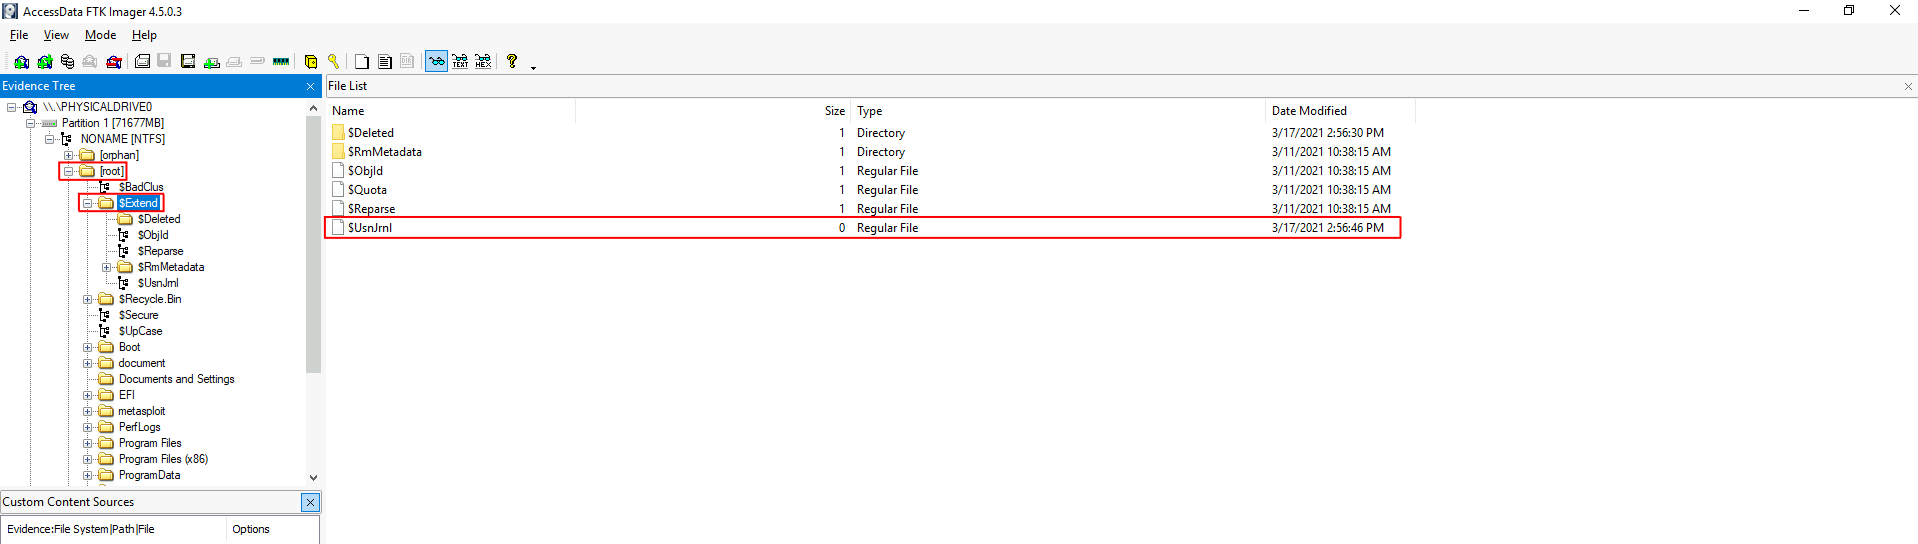 AccessData FTK Imager 4.5.0.3
File View Mode Help
TEXT HEX
Evidence Tree
\\.\PHYSICALDRIVE0
Partition 1 [71677MB]
NONAME [NTFS]
[orphan]
[root]
$BadClus
$Extend
$Deleted
$ObjId
$Reparse
$RmMetadata
$UsnJrnl
$Recycle.Bin
$Secure
$UpCase
Boot
document
Documents and Settings
EFI
metasploit
PerfLogs
Program Files
Program Files (x86)
ProgramData
Custom Content Sources
Evidence:File System|Path|File Options
File List
Name Size Type Date Modified
$Deleted 1 Directory 3/17/2021 2:56:30 PM
$RmMetadata 1 Directory 3/11/2021 10:38:15 AM
$ObjId 1 Regular File 3/11/2021 10:38:15 AM
$Quota 1 Regular File 3/11/2021 10:38:15 AM
$Reparse 1 Regular File 3/11/2021 10:38:15 AM
$UsnJrnl 0 Regular File 3/17/2021 2:56:46 PM